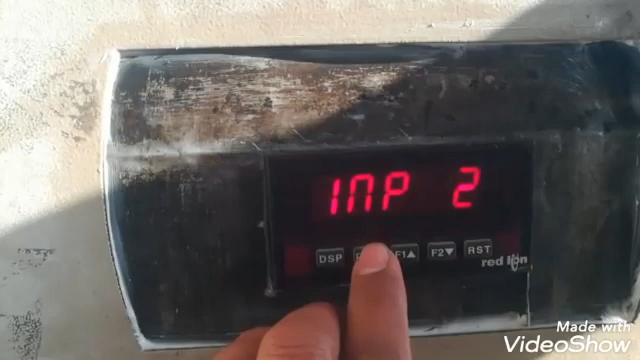 INP 2
DSP
F1▲ F2▼ RST
red lion
Made with
VideoShow